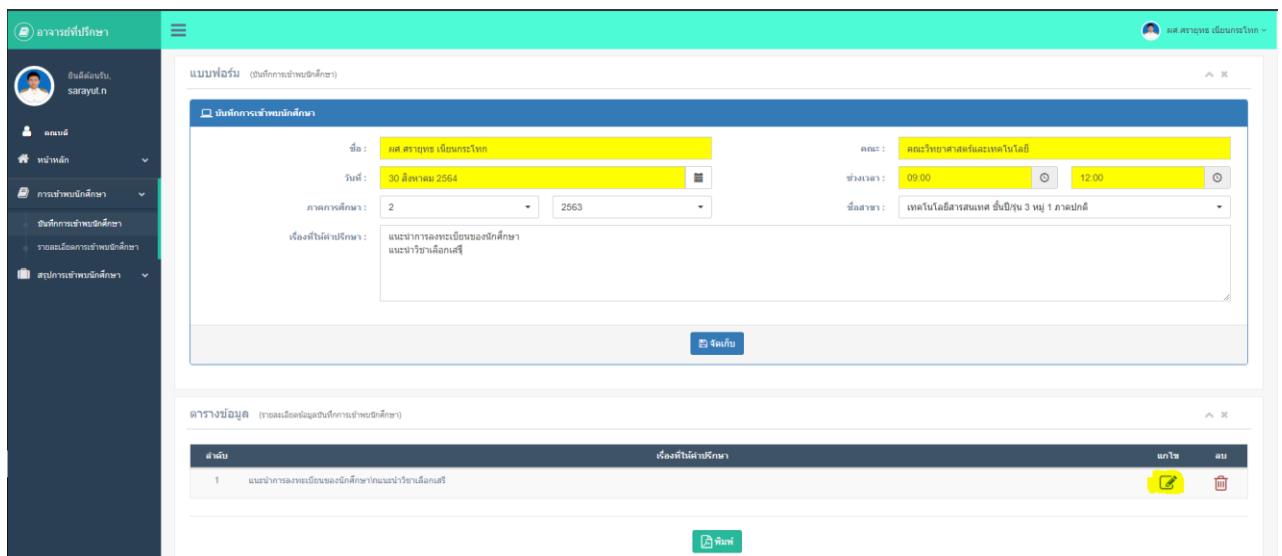 อาจารย์ที่ปรึกษา
ผศ.ศรายุทธ เนียนกระโทก
ยินดีต้อนรับ,
sarayut.n
คณบดี
หน้าหลัก
การเข้าพบนักศึกษา
บันทึกการเข้าพบนักศึกษา
รายละเอียดการเข้าพบนักศึกษา
สรุปการเข้าพบนักศึกษา
แบบฟอร์ม (บันทึกการเข้าพบนักศึกษา)
บันทึกการเข้าพบนักศึกษา
ชื่อ : ผศ.ศรายุทธ เนียนกระโทก คณะ : คณะวิทยาศาสตร์และเทคโนโลยี
วันที่ : 30 สิงหาคม 2564 ช่วงเวลา : 09:00 12:00
ภาคการศึกษา : 2 2563 ชื่อสาขา : เทคโนโลยีสารสนเทศ ชั้นปี/รุ่น 3 หมู่ 1 ภาคปกติ
เรื่องที่ให้คำปรึกษา : แนะนำการลงทะเบียนของนักศึกษา
แนะนำวิชาเลือกเสรี
จัดเก็บ
ตารางข้อมูล (รายละเอียดข้อมูลบันทึกการเข้าพบนักศึกษา)
ลำดับ เรื่องที่ให้คำปรึกษา แก้ไข ลบ
1 แนะนำการลงทะเบียนของนักศึกษา\nแนะนำวิชาเลือกเสรี
พิมพ์